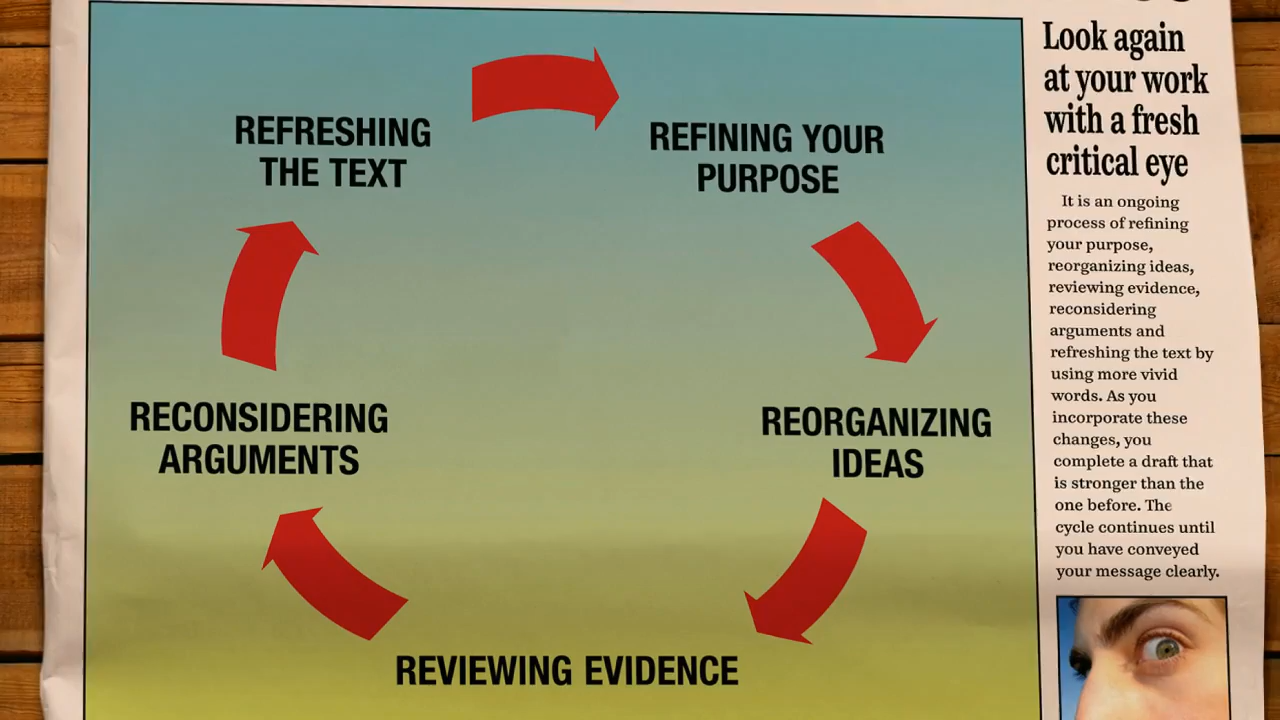 REFRESHING
THE TEXT
REFINING YOUR
PURPOSE
REORGANIZING
IDEAS
REVIEWING EVIDENCE
RECONSIDERING
ARGUMENTS
Look again
at your work
with a fresh
critical eye
It is an ongoing
process of refining
your purpose,
reorganizing ideas,
reviewing evidence,
reconsidering
arguments and
refreshing the text by
using more vivid
words. As you
incorporate these
changes, you
complete a draft that
is stronger than the
one before. The
cycle continues until
you have conveyed
your message clearly.